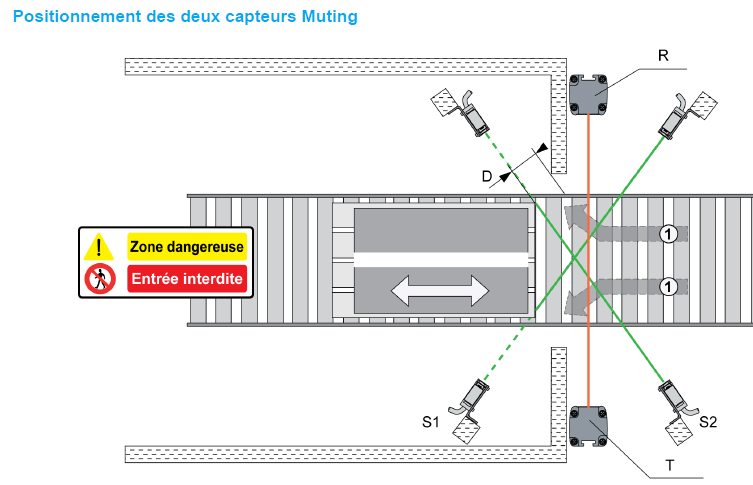 Positionnement des deux capteurs Muting
R
D
1
Zone dangereuse
Entrée interdite
1
S1
S2
T